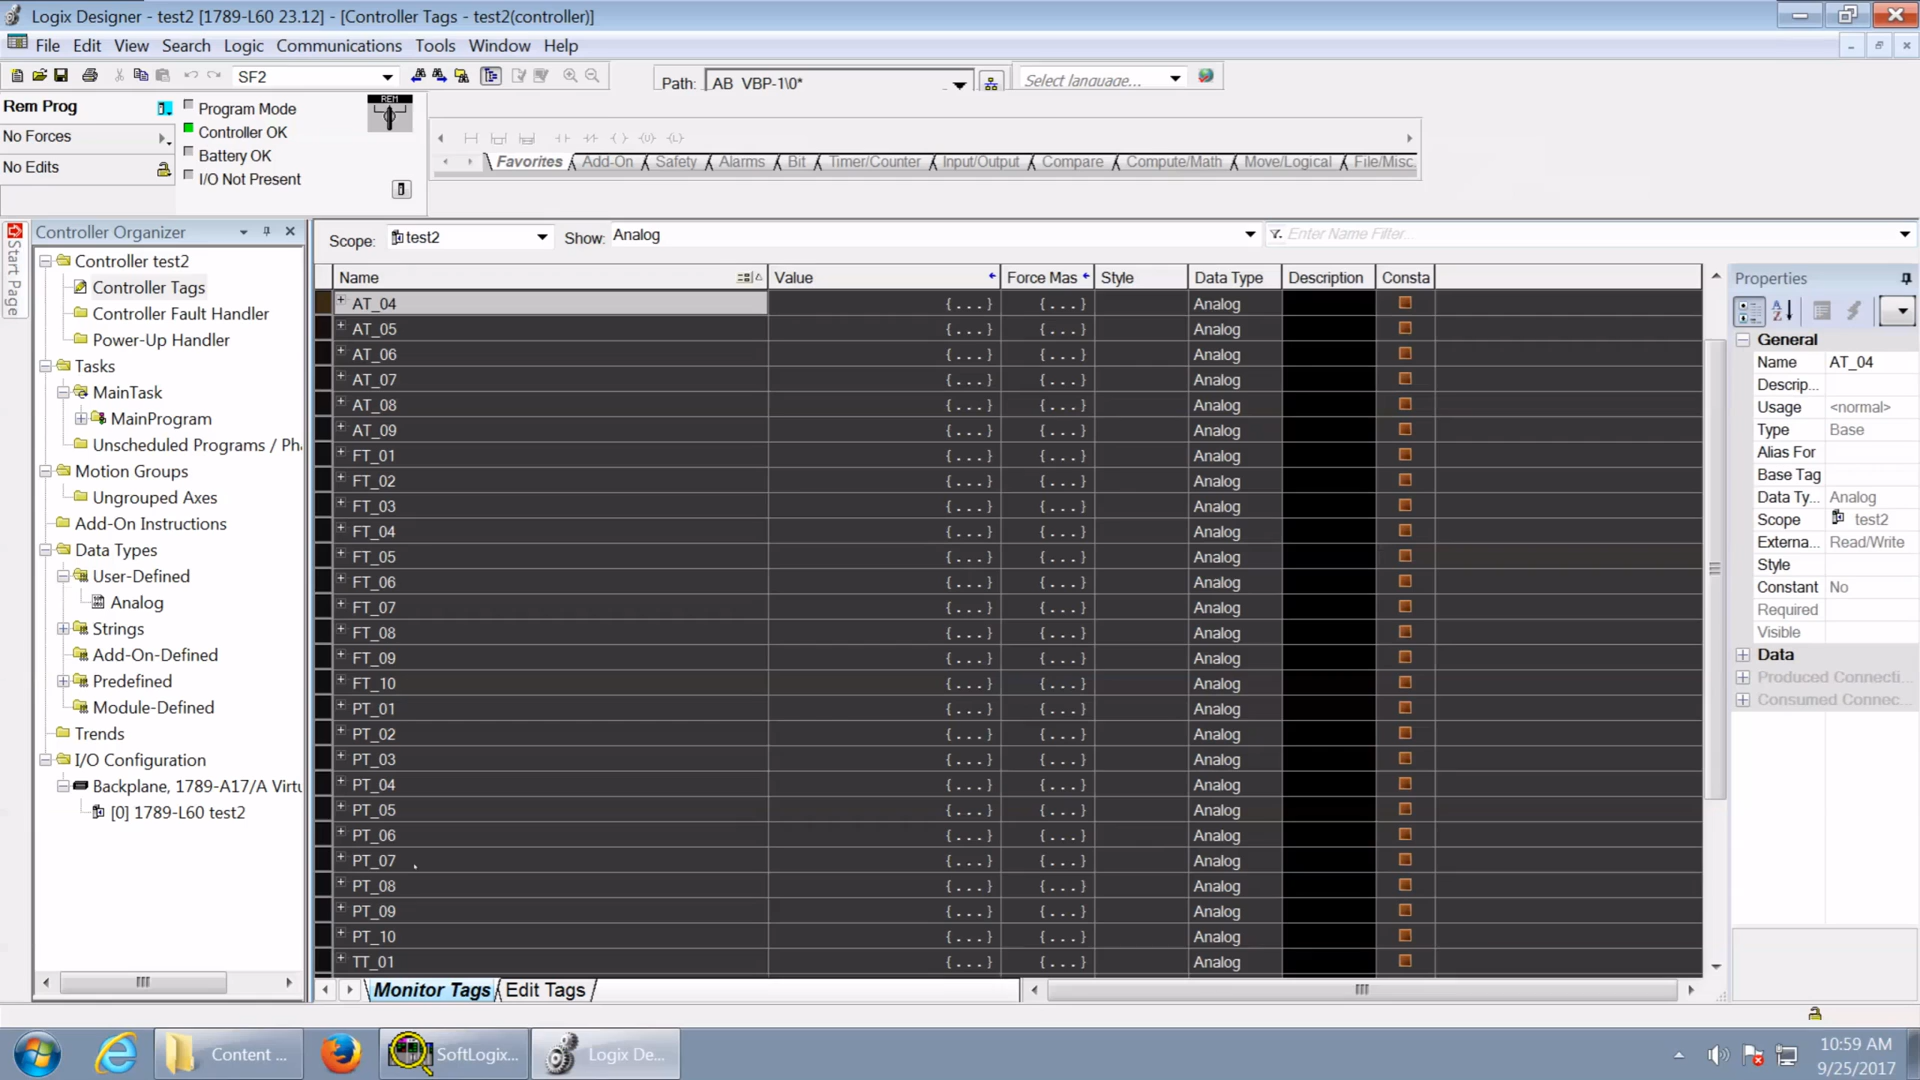 Logix Designer - test2 [1789-L60 23.12] - [Controller Tags - test2(controller)]
File Edit View Search Logic Communications Tools Window Help
SF2
Path: AB_VBP-1\0*
Select language...
Rem Prog
No Forces
No Edits
Program Mode
Controller OK
Battery OK
I/O Not Present
REM
Favorites Add-On Safety Alarms Bit Timer/Counter Input/Output Compare Compute/Math Move/Logical File/Misc.
Start Page
Controller Organizer
Controller test2
Controller Tags
Controller Fault Handler
Power-Up Handler
Tasks
MainTask
MainProgram
Unscheduled Programs / Pha
Motion Groups
Ungrouped Axes
Add-On Instructions
Data Types
User-Defined
Analog
Strings
Add-On-Defined
Predefined
Module-Defined
Trends
I/O Configuration
Backplane, 1789-A17/A Virtu
[0] 1789-L60 test2
Scope: test2 Show: Analog Enter Name Filter...
Name Value Force Mas Style Data Type Description Consta
AT_04 {...} {...} Analog
AT_05 {...} {...} Analog
AT_06 {...} {...} Analog
AT_07 {...} {...} Analog
AT_08 {...} {...} Analog
AT_09 {...} {...} Analog
FT_01 {...} {...} Analog
FT_02 {...} {...} Analog
FT_03 {...} {...} Analog
FT_04 {...} {...} Analog
FT_05 {...} {...} Analog
FT_06 {...} {...} Analog
FT_07 {...} {...} Analog
FT_08 {...} {...} Analog
FT_09 {...} {...} Analog
FT_10 {...} {...} Analog
PT_01 {...} {...} Analog
PT_02 {...} {...} Analog
PT_03 {...} {...} Analog
PT_04 {...} {...} Analog
PT_05 {...} {...} Analog
PT_06 {...} {...} Analog
PT_07 {...} {...} Analog
PT_08 {...} {...} Analog
PT_09 {...} {...} Analog
PT_10 {...} {...} Analog
TT_01 {...} {...} Analog
Monitor Tags Edit Tags
Properties
General
Name AT_04
Descrip...
Usage <normal>
Type Base
Alias For
Base Tag
Data Ty... Analog
Scope test2
Externa... Read/Write
Style
Constant No
Required
Visible
Data
Produced Connecti...
Consumed Connec...
Content ...
SoftLogix...
Logix De...
10:59 AM
9/25/2017